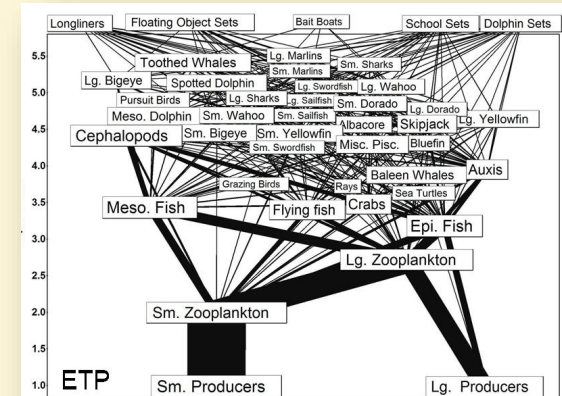 Longliners
Floating Object Sets
Bait Boats
School Sets
Dolphin Sets
5.5
Lg. Marlins
Toothed Whales
Sm. Sharks
Sm. Marlins
Lg. Bigeye
Spotted Dolphin
Lg. Swordfish
Lg. Wahoo
5.0
Pursuit Birds
Lg. Sharks
Lg. Sailfish
Sm. Dorado
Lg. Dorado
Meso. Dolphin
Sm. Wahoo
Sm. Sailfish
Lg. Yellowfin
4.5
Cephalopods
Sm. Bigeye
Sm. Yellowfin
Albacore
Skipjack
Sm. Swordfish
Misc. Pisc.
Bluefin
4.0
Baleen Whales
Auxis
Grazing Birds
Rays
Sea Turtles
3.5
Meso. Fish
Flying fish
Crabs
Epi. Fish
3.0
Lg. Zooplankton
2.5
2.0
Sm. Zooplankton
1.5
1.0
ETP
Sm. Producers
Lg. Producers